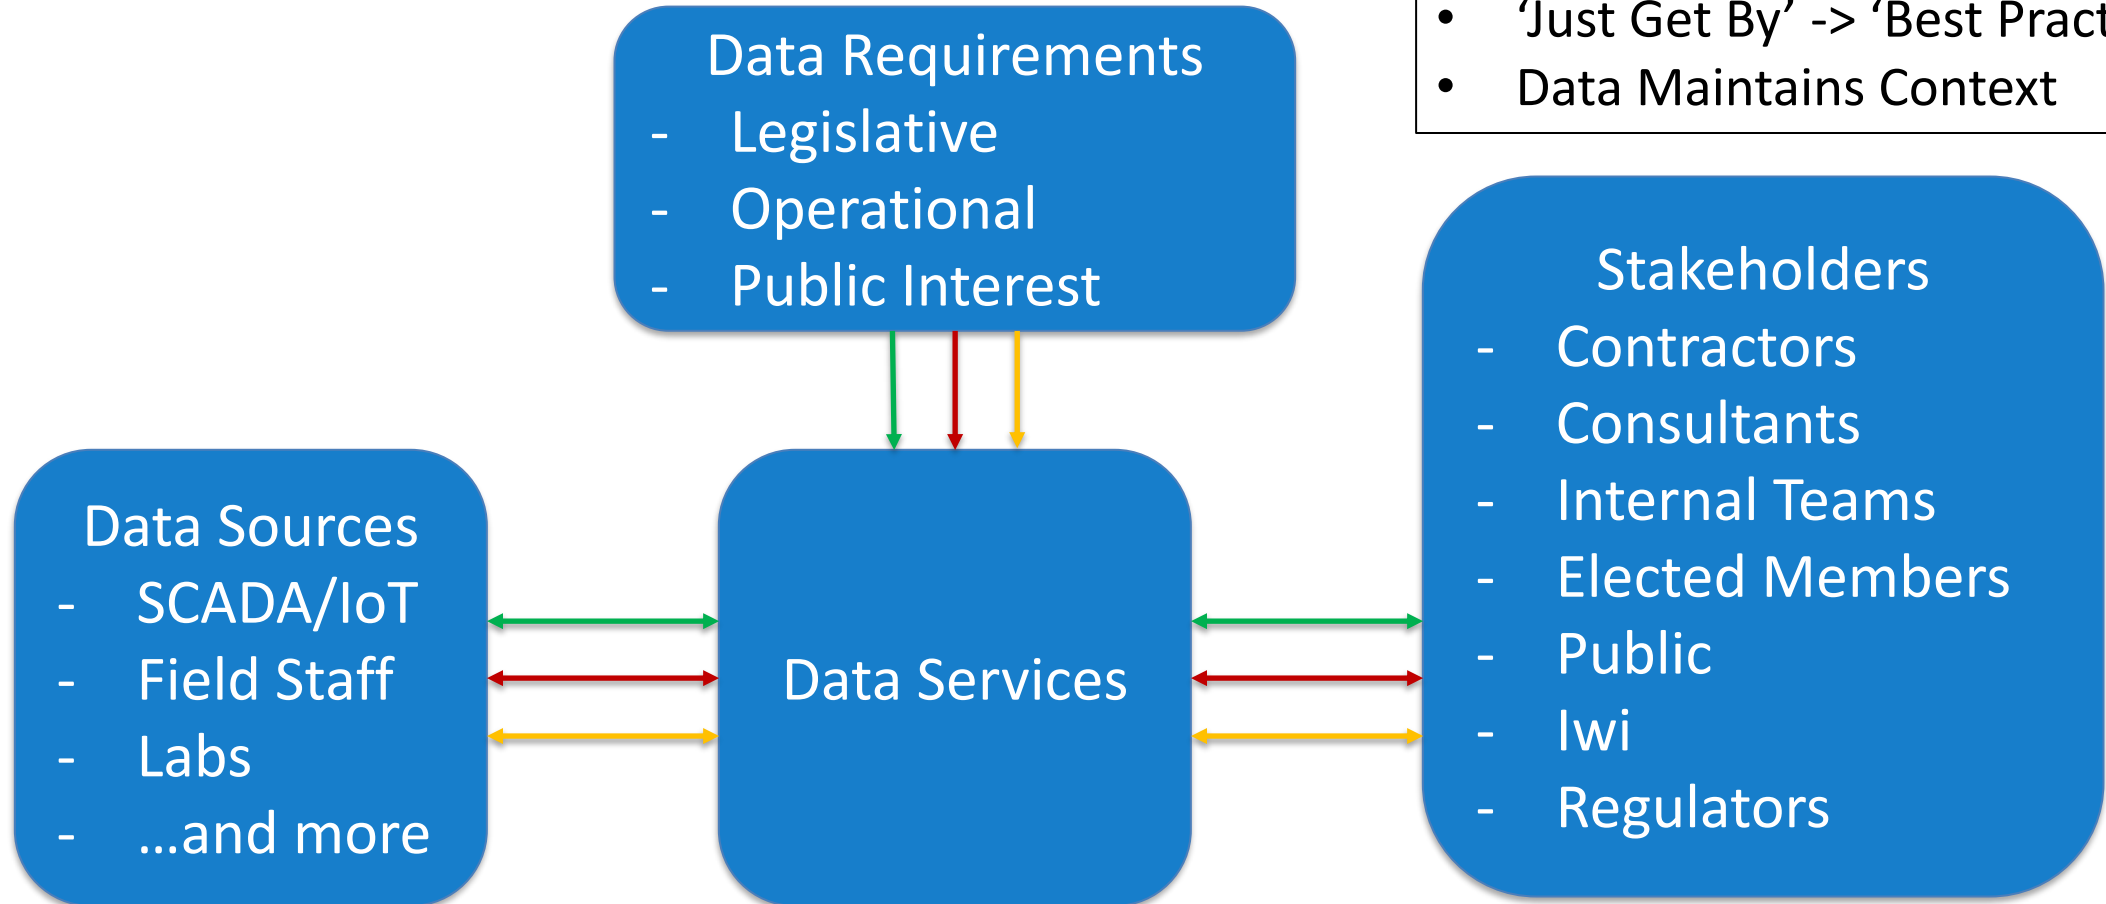 Data Requirements
- Legislative
- Operational
- Public Interest
• ‘Just Get By’ -> ‘Best
• Data Maintains Context
Data Sources
- SCADA/IoT
- Field Staff
- Labs
- ...and more
Data Services
Stakeholders
- Contractors
- Consultants
- Internal Teams
- Elected Members
- Public
- Iwi
- Regulators